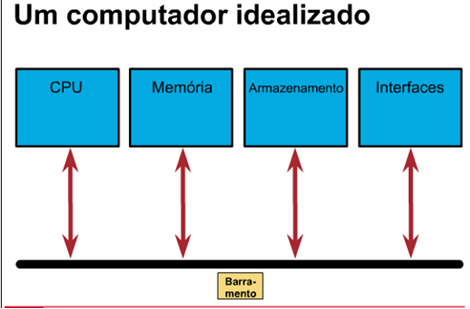 Um computador idealizado
CPU
Memória
Armazenamento
Interfaces
Barra-
mento